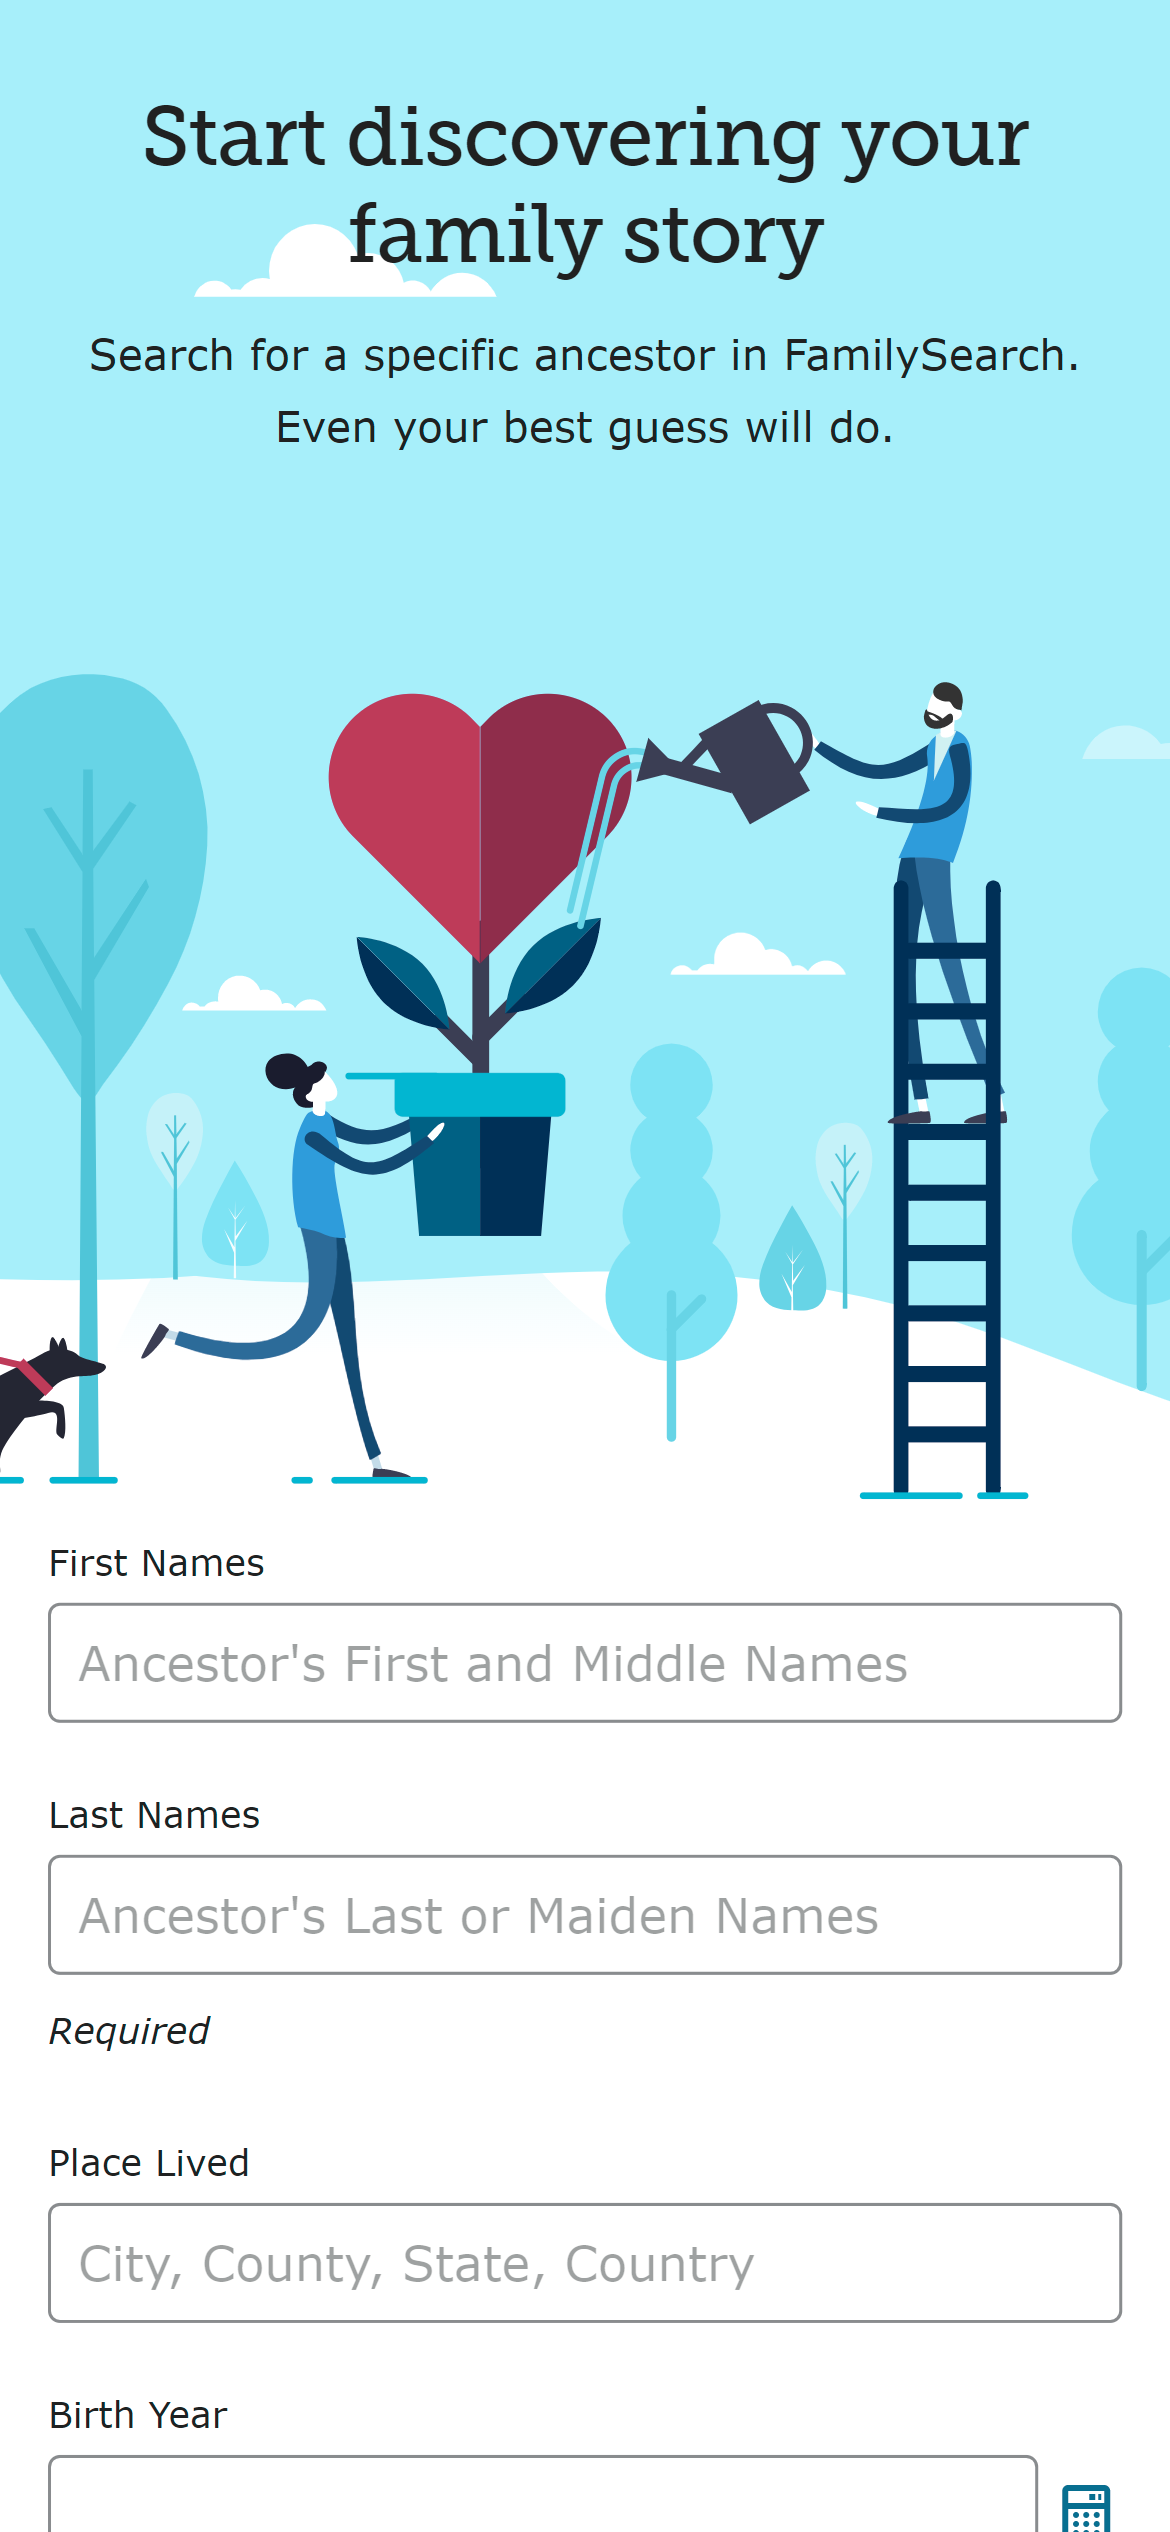 Start discovering your
family story
Search for a specific ancestor in FamilySearch.
Even your best guess will do.
First Names
Ancestor's First and Middle Names
Last Names
Ancestor's Last or Maiden Names
Required
Place Lived
City, County, State, Country
Birth Year